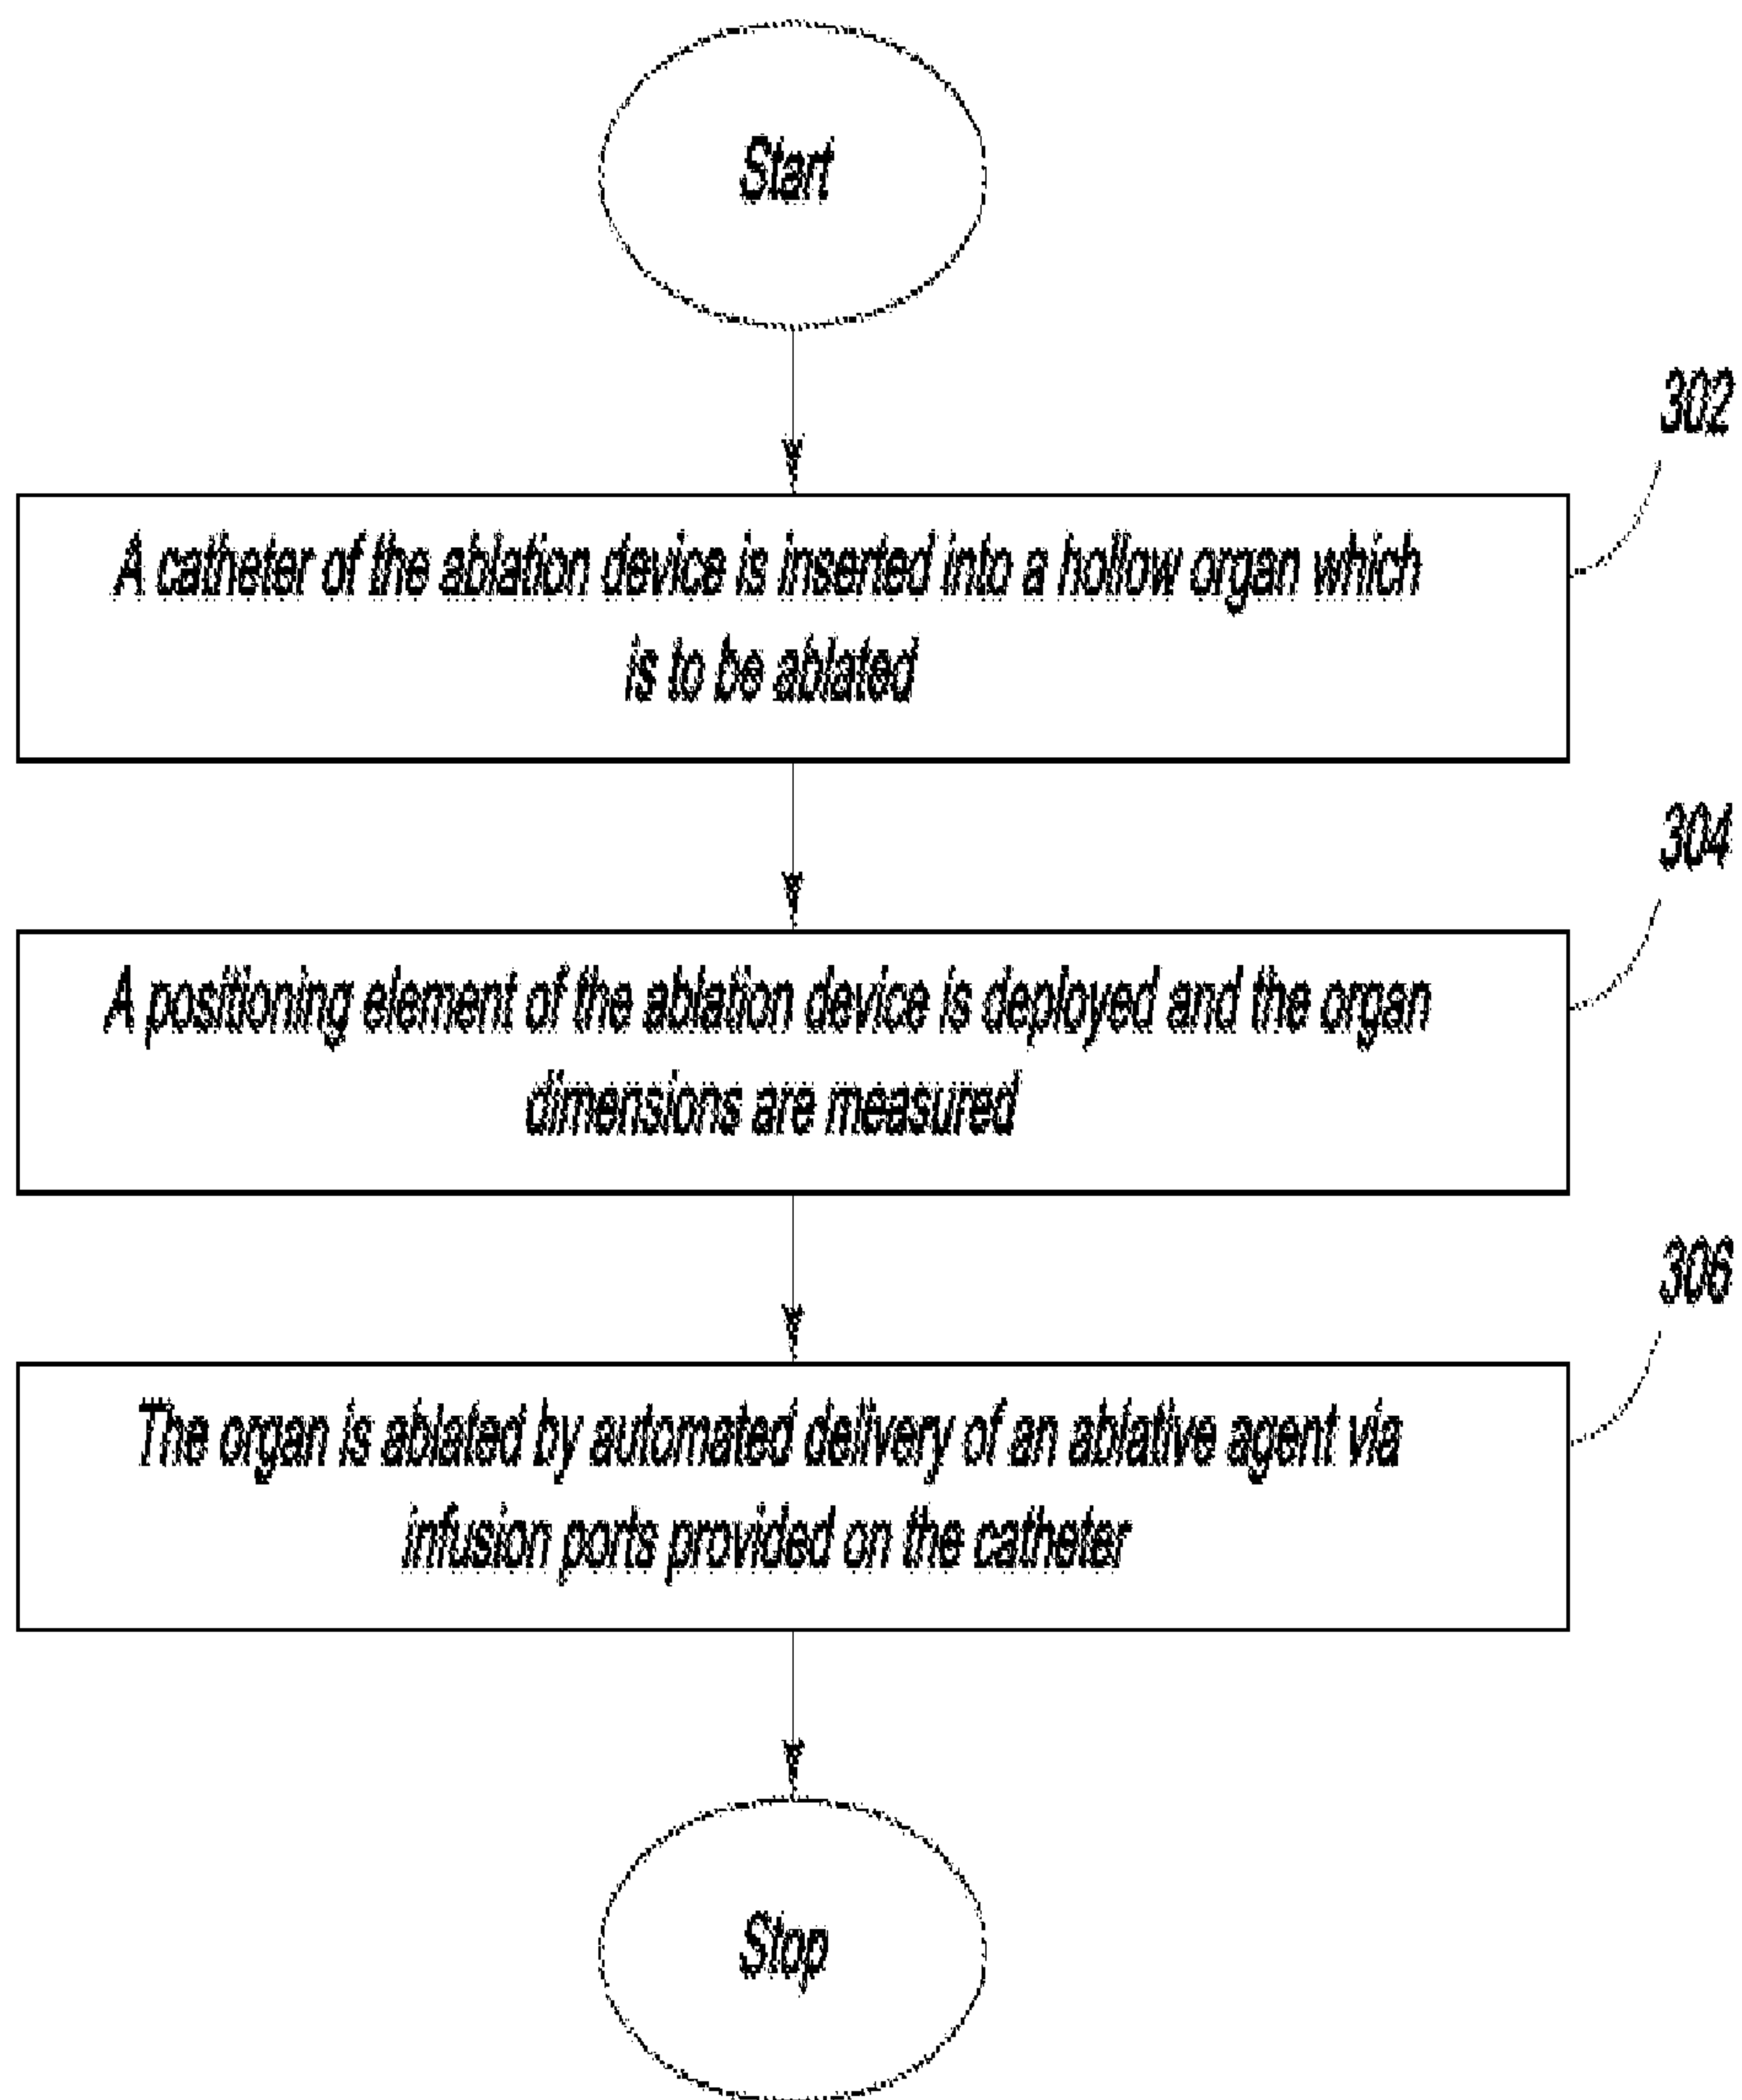 Start
302
A catheter of the ablation device is inserted into a hollow organ which
is to be ablated
304
A positioning element of the ablation device is deployed and the organ
dimensions are measured
306
The organ is ablated by automated delivery of an ablative agent via
infusion ports provided on the catheter
Stop